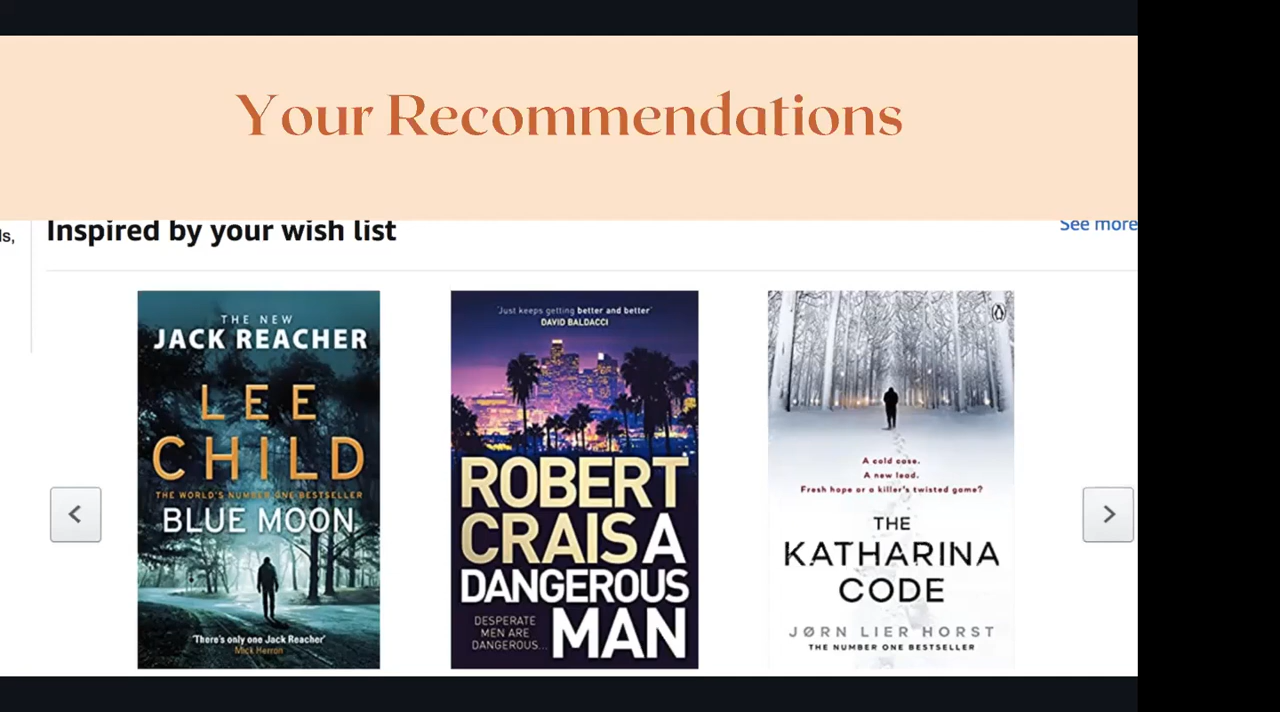 Your Recommendations
ls,
Inspired by your wish list
See more
THE NEW
JACK REACHER
LEE
CHILD
THE WORLD'S NUMBER ONE BESTSELLER
BLUE MOON
'There's only one Jack Reacher'
Mick Herron
'Just keeps getting better and better'
DAVID BALDACCI
ROBERT
CRAIS A
DANGEROUS
DESPERATE
MEN ARE
DANGEROUS...
MAN
A cold case.
A new lead.
Fresh hope or a killer's twisted game?
THE
KATHARINA
CODE
JØRN LIER HORST
THE NUMBER ONE BESTSELLER